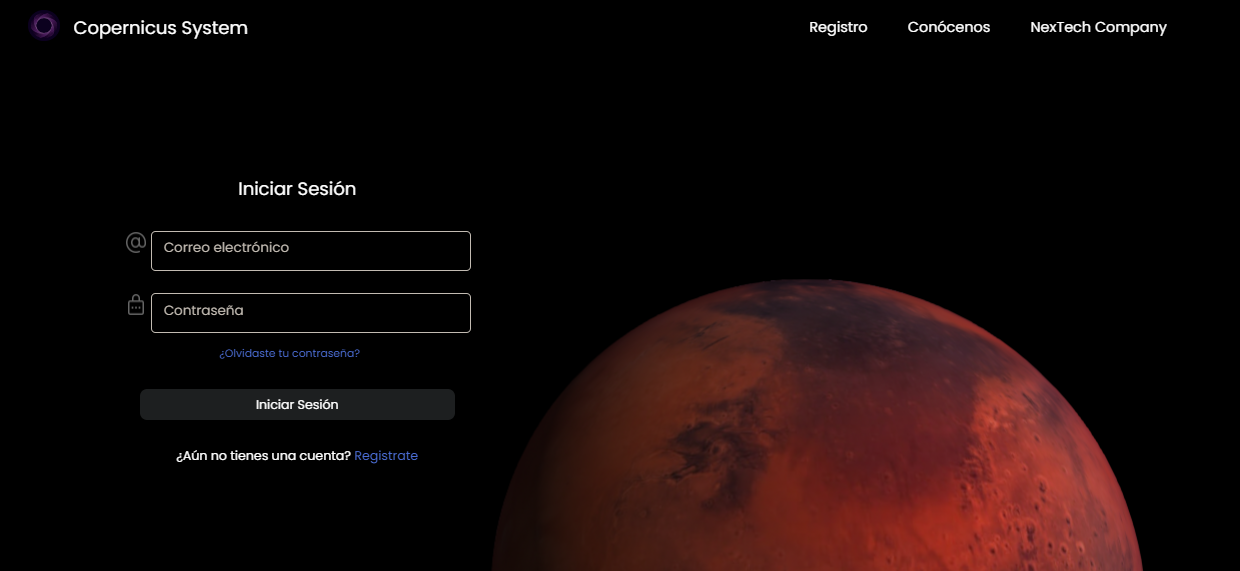 Copernicus System
Registro
Conócenos
NexTech Company
Iniciar Sesión
@
Correo electrónico
Contraseña
¿Olvidaste tu contraseña?
Iniciar Sesión
¿Aún no tienes una cuenta? Registrate